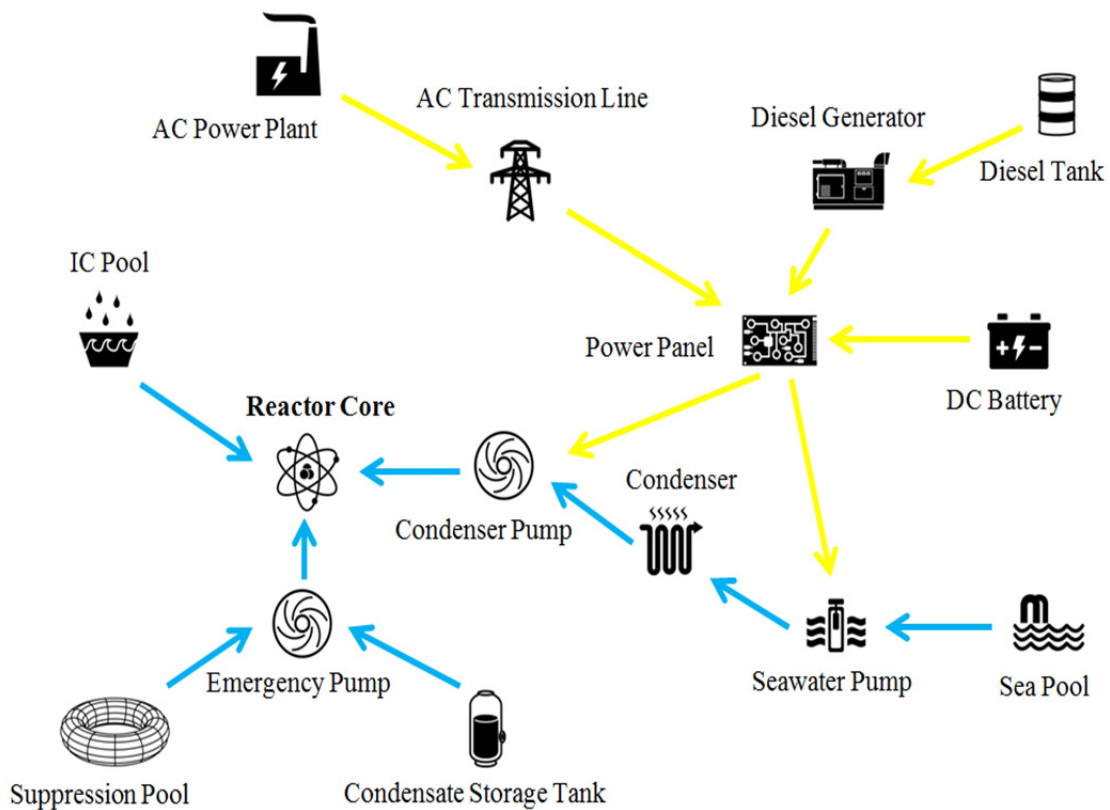 AC Transmission Line
Diesel Generator
AC Power Plant
Diesel Tank
IC Pool
Power Panel
DC Battery
Reactor Core
Condenser
Condenser Pump
Emergency Pump
Seawater Pump
Sea Pool
Suppression Pool
Condensate Storage Tank